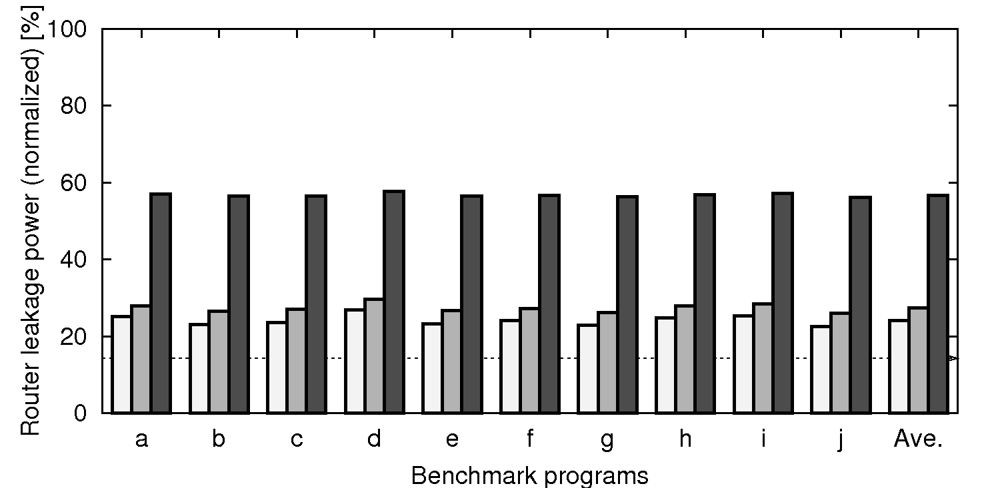 Router leakage power (normalized) [%]
100
80
60
40
20
0
a b c d e f g h i j Ave.
Benchmark programs